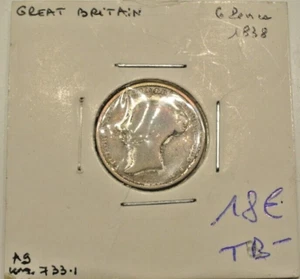 GREAT BRITAIN
6 Pence
1838
18€
TB-
AG
KM. 733.1